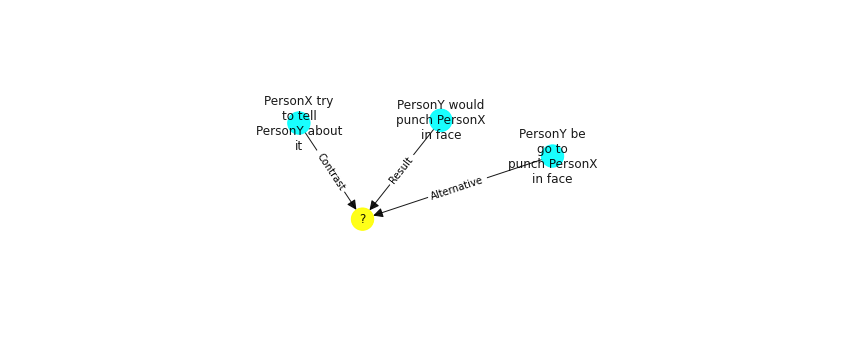 PersonX try
to tell
PersonY about
it
PersonY would
punch PersonX
in face
PersonY be
go to
punch PersonX
in face
Contrast
Result
Alternative
?